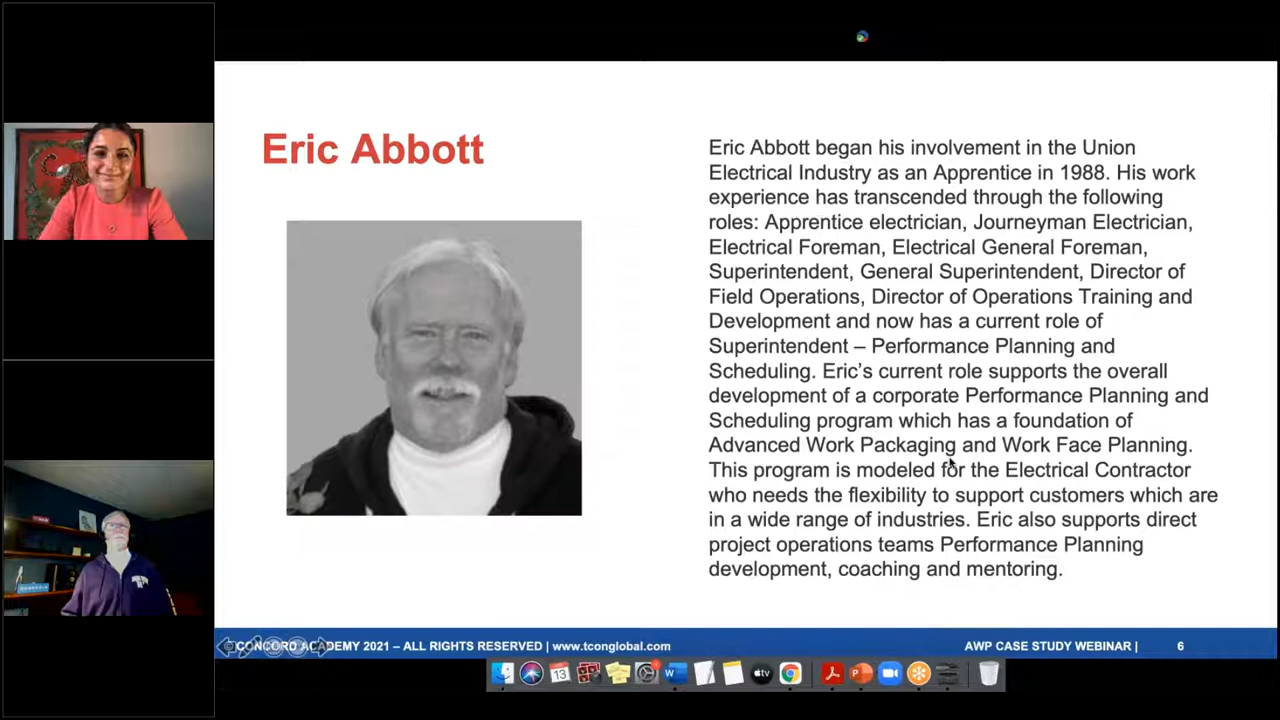 Eric Abbott
Eric Abbott began his involvement in the Union
Electrical Industry as an Apprentice in 1988. His work
experience has transcended through the following
roles: Apprentice electrician, Journeyman Electrician,
Electrical Foreman, Electrical General Foreman,
Superintendent, General Superintendent, Director of
Field Operations, Director of Operations Training and
Development and now has a current role of
Superintendent – Performance Planning and
Scheduling. Eric’s current role supports the overall
development of a corporate Performance Planning and
Scheduling program which has a foundation of
Advanced Work Packaging and Work Face Planning.
This program is modeled for the Electrical Contractor
who needs the flexibility to support customers which are
in a wide range of industries. Eric also supports direct
project operations teams Performance Planning
development, coaching and mentoring.
CONCORD ACADEMY 2021 – ALL RIGHTS RESERVED | www.tconglobal.com
AWP CASE STUDY WEBINAR | 6
13
tv